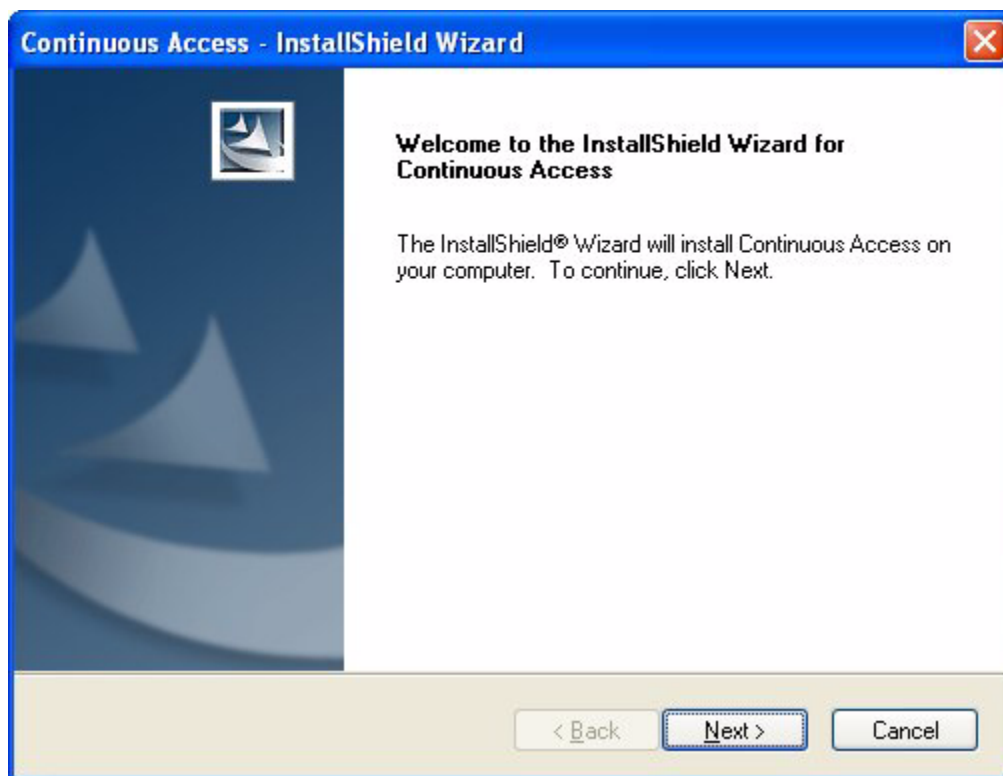 Continuous Access - InstallShield Wizard
Welcome to the InstallShield Wizard for
Continuous Access
The InstallShield® Wizard will install Continuous Access on
your computer. To continue, click Next.
< Back
Next >
Cancel